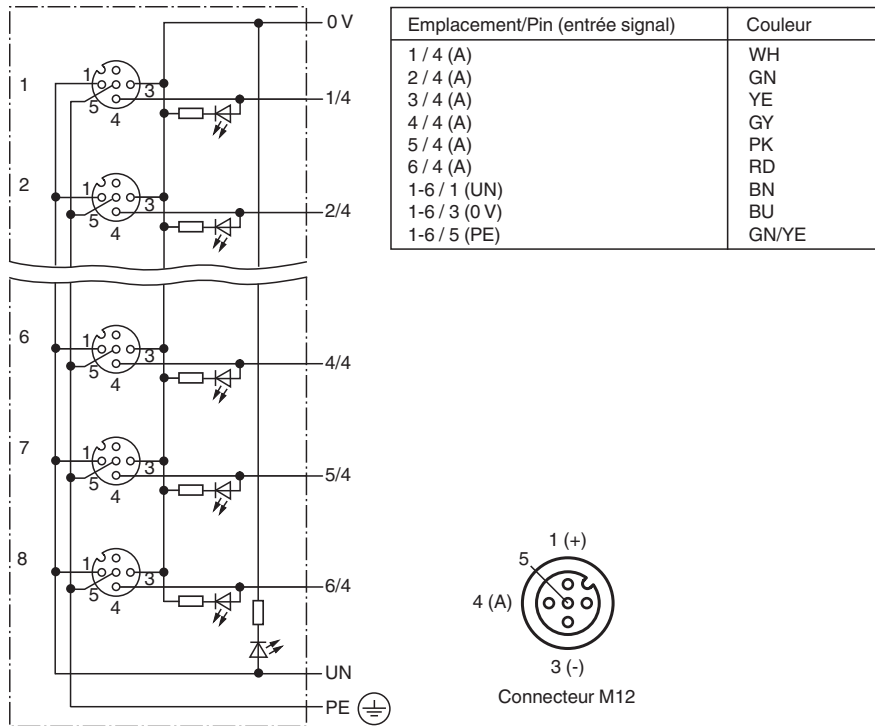 0 V
1
1
3
5
4
1/4
2
1
3
5
4
2/4
6
1
3
5
4
4/4
7
1
3
5
4
5/4
8
1
3
5
4
6/4
UN
PE
Emplacement/Pin (entrée signal) Couleur
1 / 4 (A) WH
2 / 4 (A) GN
3 / 4 (A) YE
4 / 4 (A) GY
5 / 4 (A) PK
6 / 4 (A) RD
1-6 / 1 (UN) BN
1-6 / 3 (0 V) BU
1-6 / 5 (PE) GN/YE
1 (+)
5
4 (A)
3 (-)
Connecteur M12